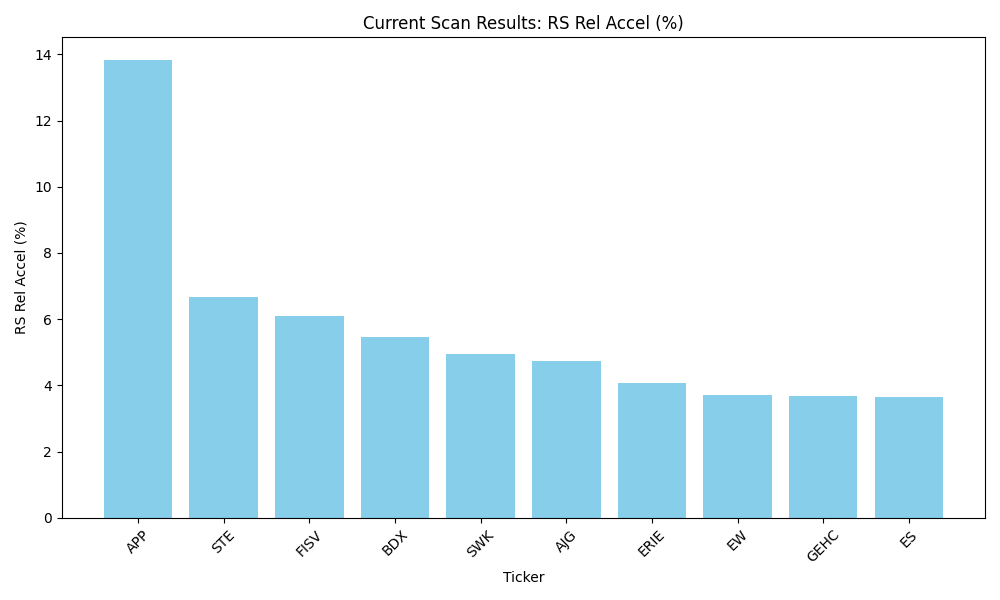 Current Scan Results: RS Rel Accel (%)
14
12
10
8
6
4
2
0
RS Rel Accel (%)
APP
STE
FISV
BDX
SWK
AJG
ERIE
EW
GEHC
ES
Ticker